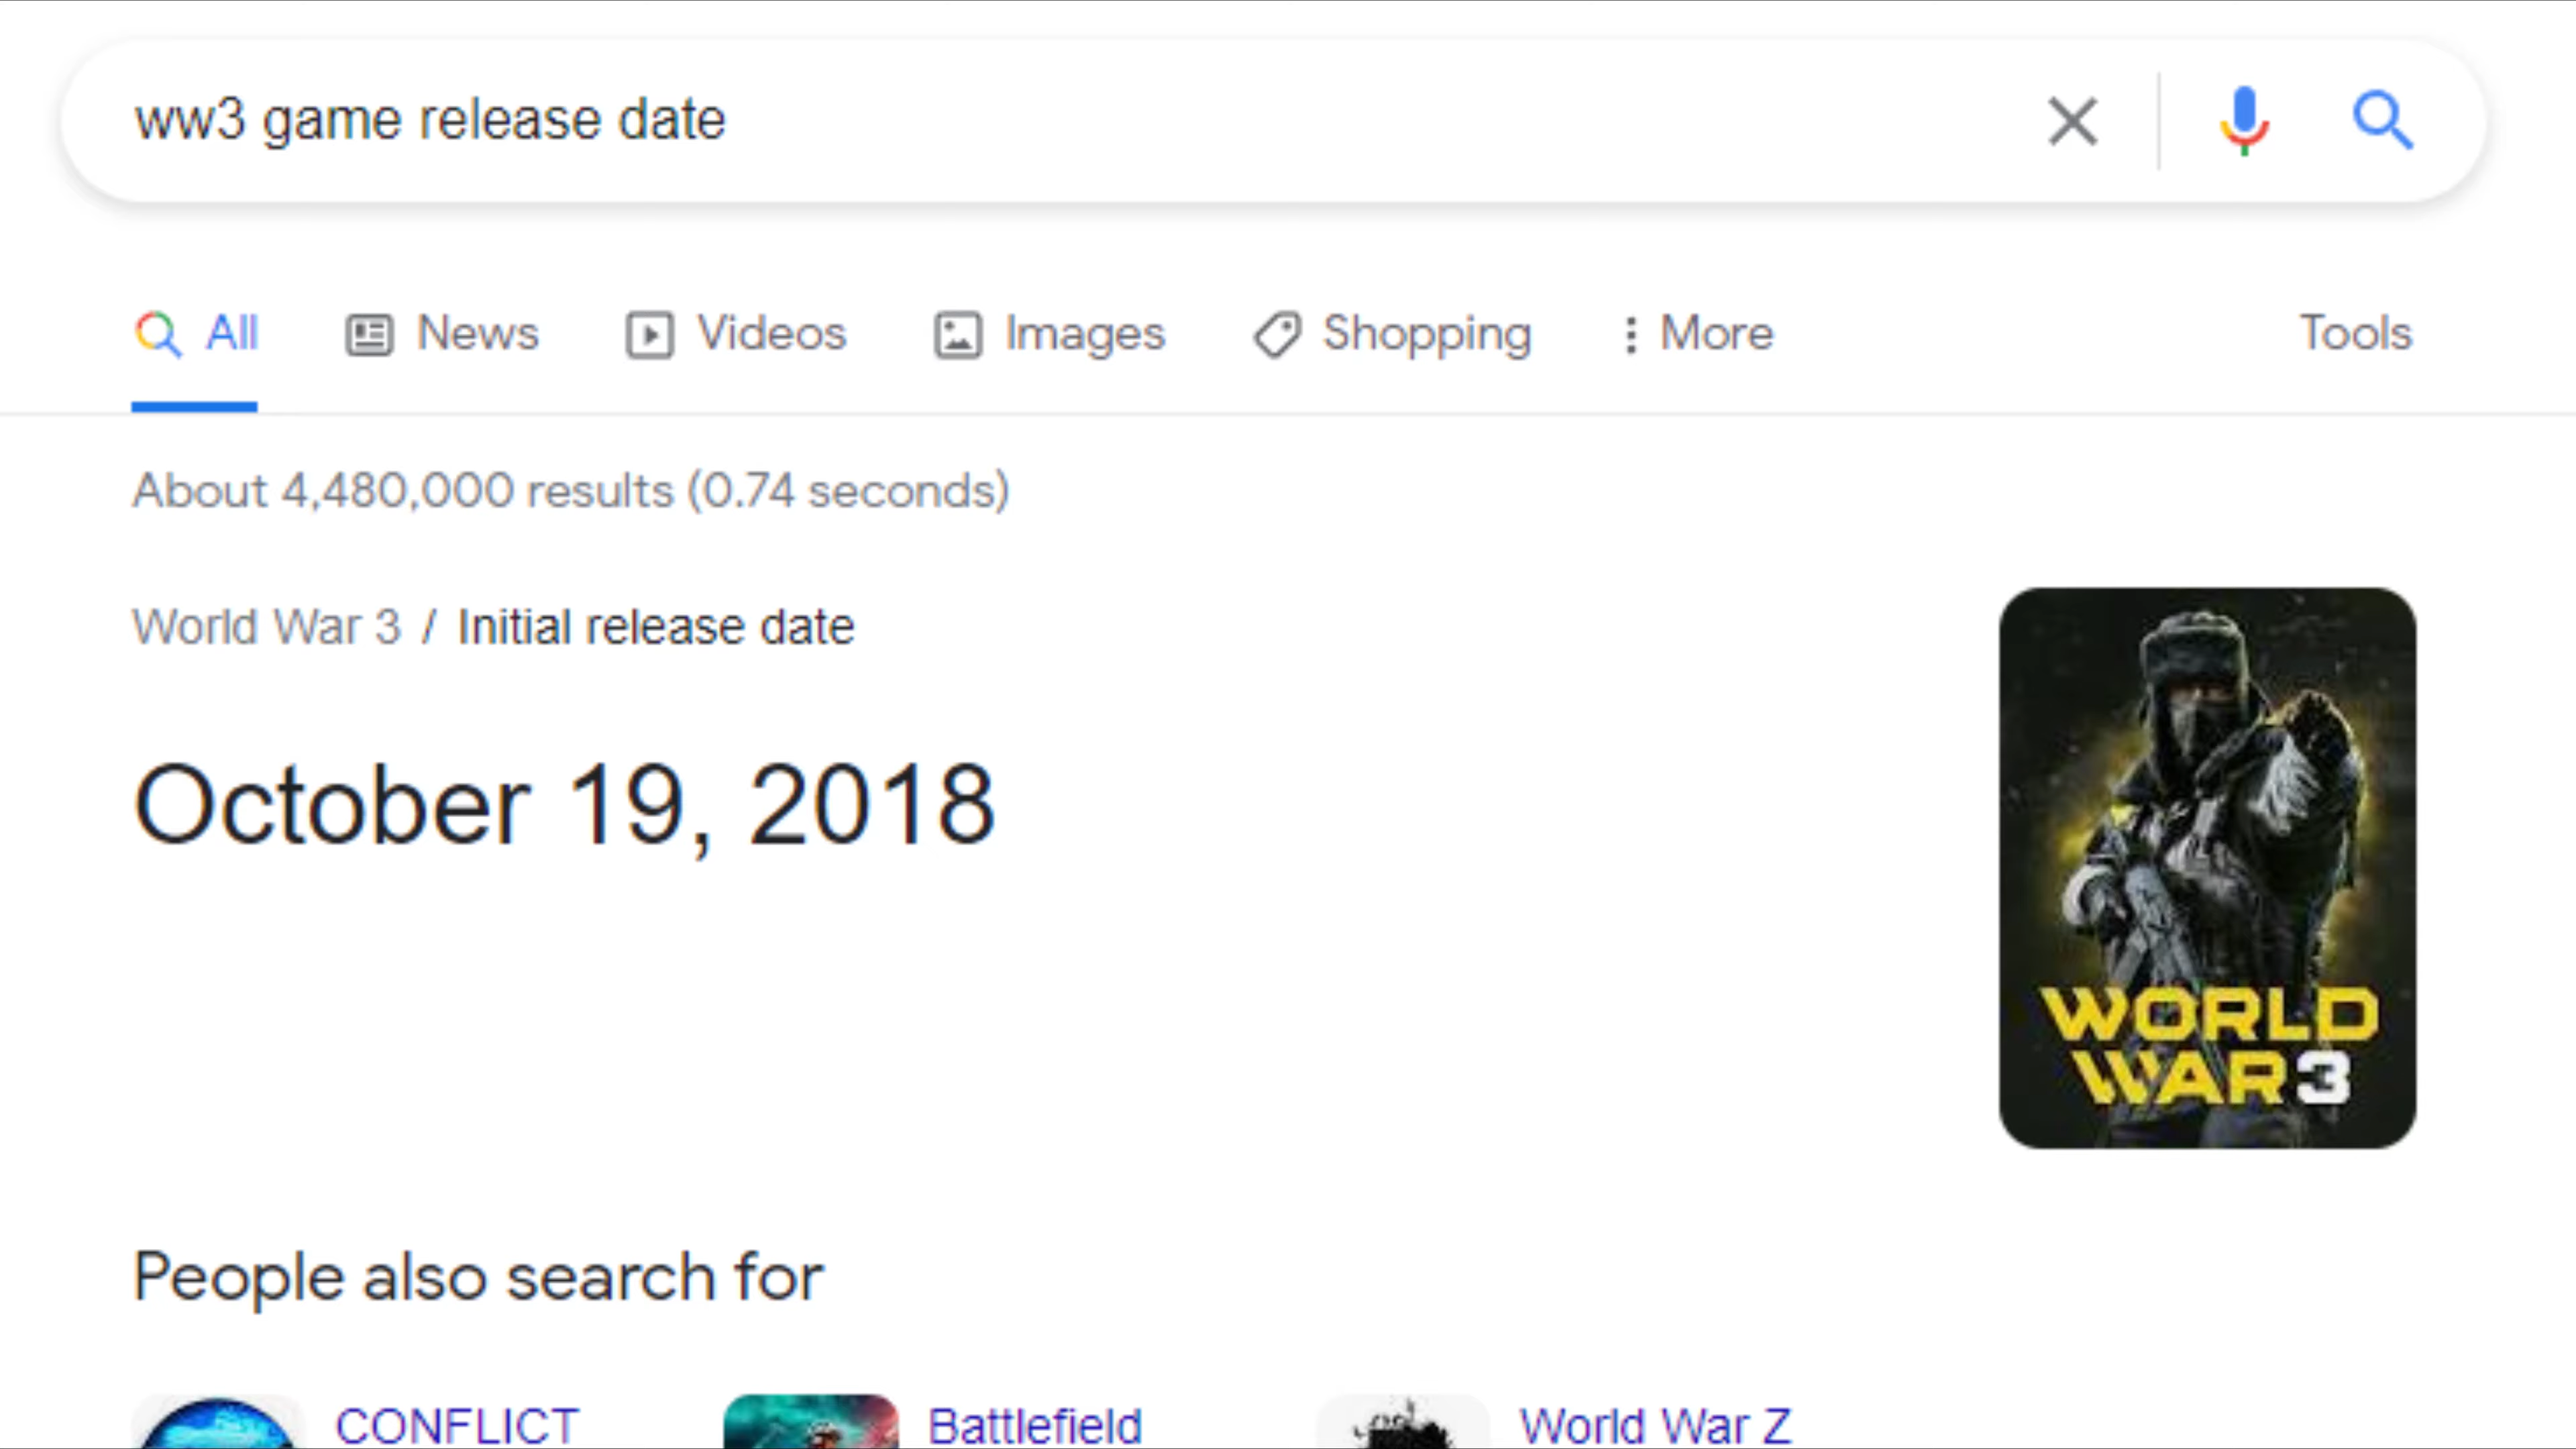 ww3 game release date
All News Videos Images Shopping More Tools
About 4,480,000 results (0.74 seconds)
World War 3 / Initial release date
October 19, 2018
WORLD
WAR3
People also search for
CONFLICT Battlefield World War Z